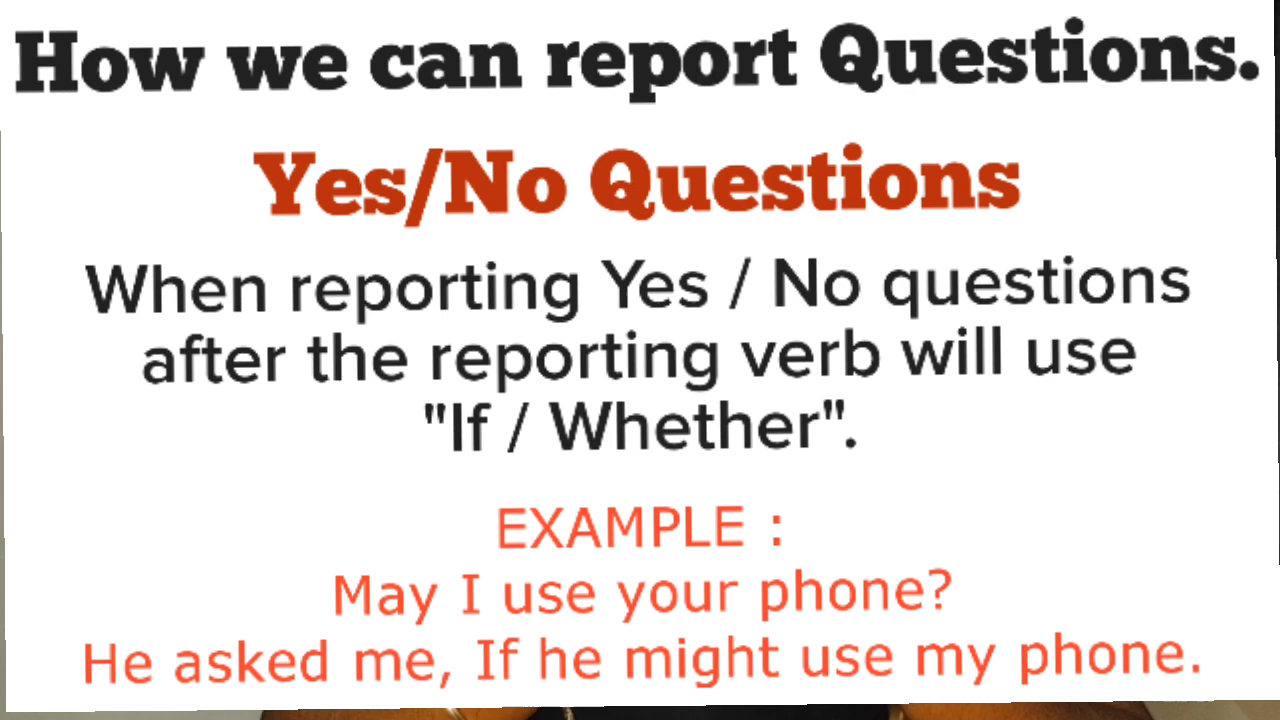 How we can report Questions.
Yes/No Questions
When reporting Yes / No questions
after the reporting verb will use
"If / Whether".
EXAMPLE :
May I use your phone?
He asked me, If he might use my phone.